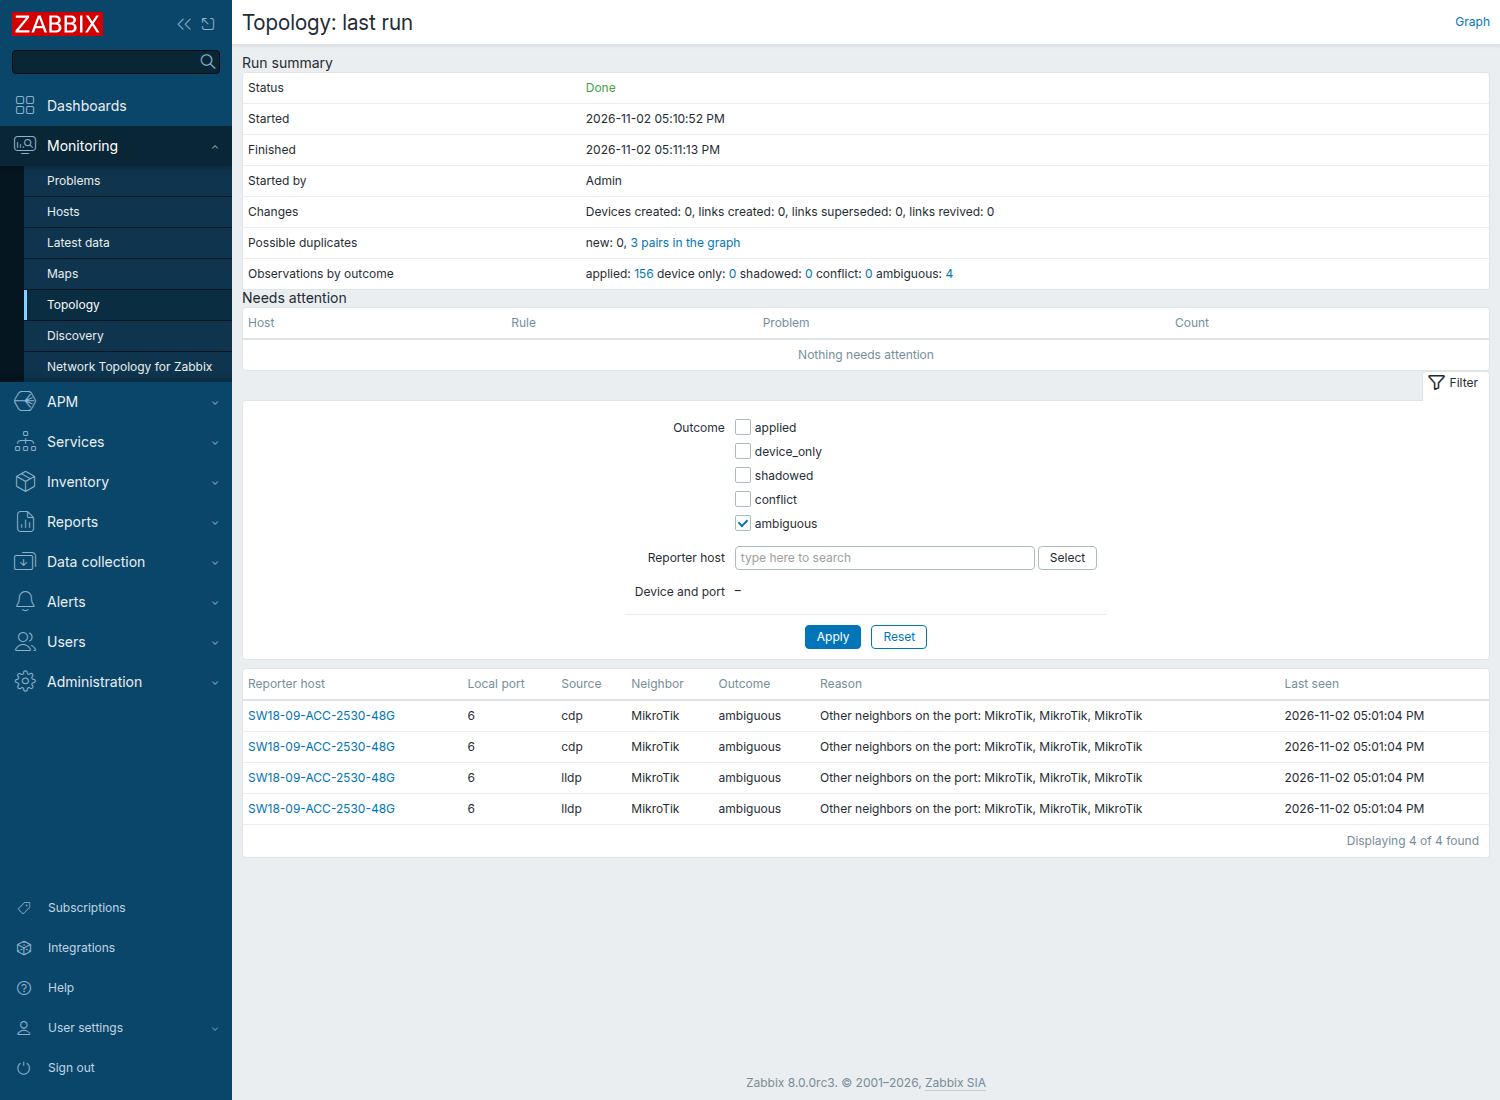 ZABBIX
Topology: last run
Graph
Dashboards
Monitoring
Problems
Hosts
Latest data
Maps
Topology
Discovery
Network Topology for Zabbix
APM
Services
Inventory
Reports
Data collection
Alerts
Users
Administration
Subscriptions
Integrations
Help
User settings
Sign out
Run summary
Status Done
Started 2026-11-02 05:10:52 PM
Finished 2026-11-02 05:11:13 PM
Started by Admin
Changes Devices created: 0, links created: 0, links superseded: 0, links revived: 0
Possible duplicates new: 0, 3 pairs in the graph
Observations by outcome applied: 156 device only: 0 shadowed: 0 conflict: 0 ambiguous: 4
Needs attention
Host Rule Problem Count
Nothing needs attention
Filter
Outcome applied
device_only
shadowed
conflict
ambiguous
Reporter host type here to search Select
Device and port –
Apply Reset
Reporter host Local port Source Neighbor Outcome Reason Last seen
SW18-09-ACC-2530-48G 6 cdp MikroTik ambiguous Other neighbors on the port: MikroTik, MikroTik, MikroTik 2026-11-02 05:01:04 PM
SW18-09-ACC-2530-48G 6 cdp MikroTik ambiguous Other neighbors on the port: MikroTik, MikroTik, MikroTik 2026-11-02 05:01:04 PM
SW18-09-ACC-2530-48G 6 lldp MikroTik ambiguous Other neighbors on the port: MikroTik, MikroTik, MikroTik 2026-11-02 05:01:04 PM
SW18-09-ACC-2530-48G 6 lldp MikroTik ambiguous Other neighbors on the port: MikroTik, MikroTik, MikroTik 2026-11-02 05:01:04 PM
Displaying 4 of 4 found
Zabbix 8.0.0rc3. © 2001–2026, Zabbix SIA